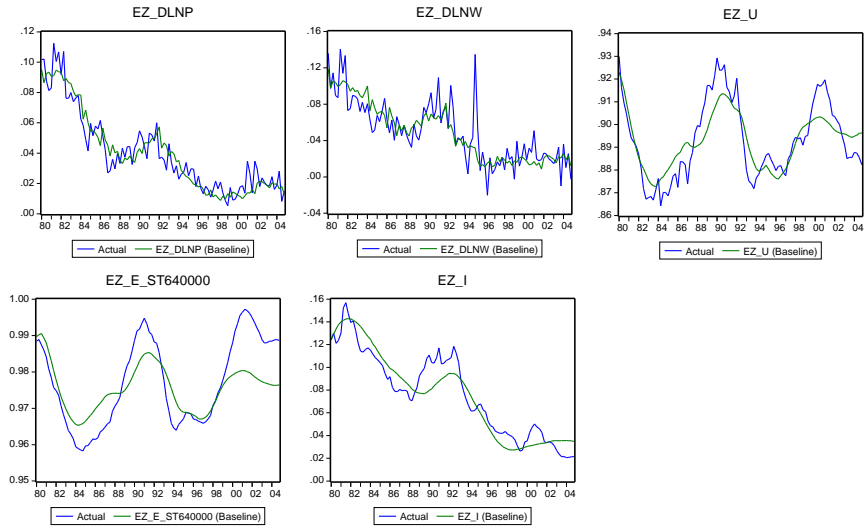 EZ_DLNP
.12
.10
.08
.06
.04
.02
.00
80 82 84 86 88 90 92 94 96 98 00 02 04
Actual EZ_DLNP (Baseline)
EZ_DLNW
.16
.12
.08
.04
.00
-.04
80 82 84 86 88 90 92 94 96 98 00 02 04
Actual EZ_DLNW (Baseline)
EZ_U
.94
.93
.92
.91
.90
.89
.88
.87
.86
80 82 84 86 88 90 92 94 96 98 00 02 04
Actual EZ_U (Baseline)
EZ_E_ST640000
1.00
0.99
0.98
0.97
0.96
0.95
80 82 84 86 88 90 92 94 96 98 00 02 04
Actual EZ_E_ST640000 (Baseline)
EZ_I
.16
.14
.12
.10
.08
.06
.04
.02
.00
80 82 84 86 88 90 92 94 96 98 00 02 04
Actual EZ_I (Baseline)